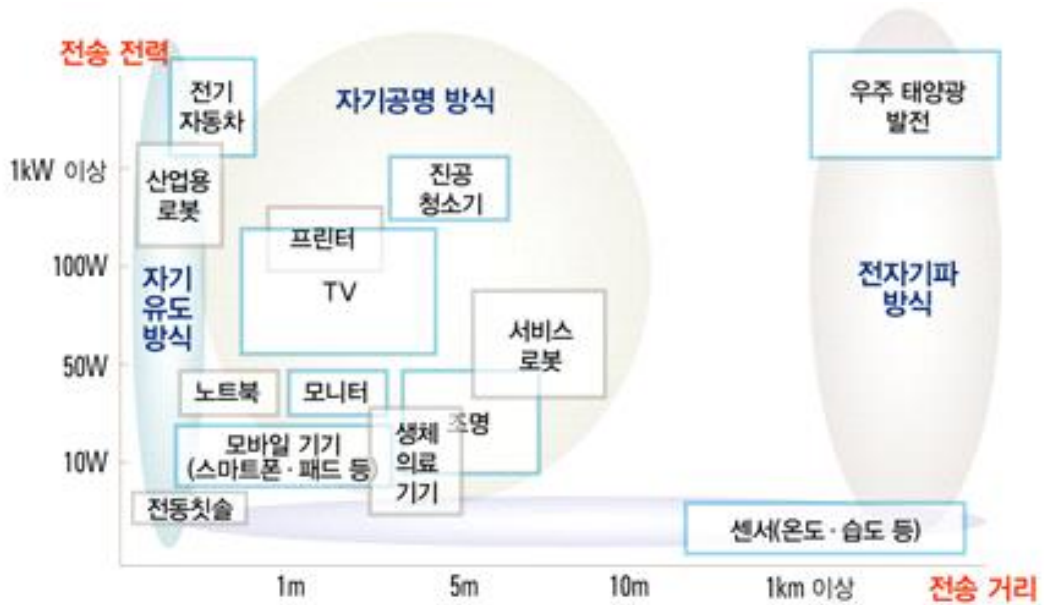 전송 전력
전기
자동차
자기공명 방식
우주 태양광
발전
1kW 이상
산업용
로봇
진공
청소기
프린터
100W
TV
자기
유도
방식
전자기파
방식
서비스
로봇
50W
노트북
모니터
조명
모바일 기기
(스마트폰·패드 등)
생체
의료
기기
10W
전동칫솔
센서(온도·습도 등)
1m
5m
10m
1km 이상
전송 거리